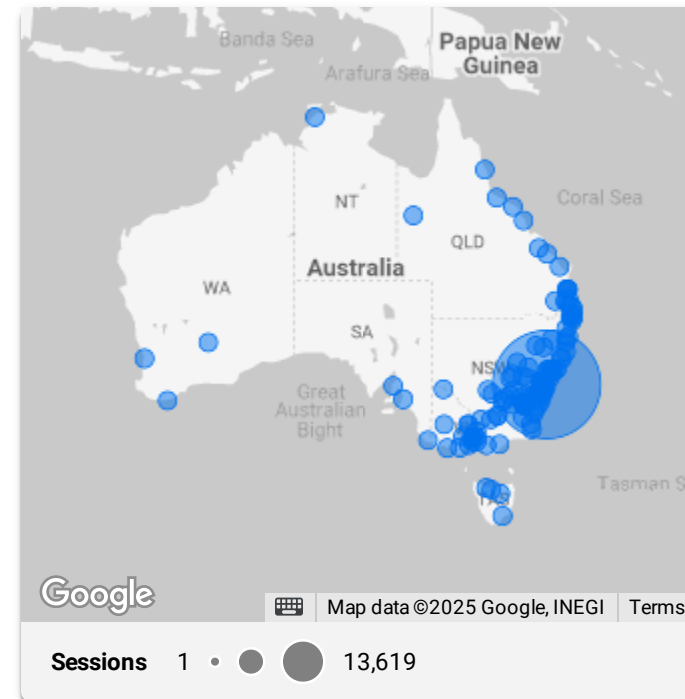 Banda Sea
Papua New
Guinea
Arafura Sea
Coral Sea
NT
QLD
Australia
WA
SA
NSW
Great
Australian
Bight
Tasman S
Google
Map data ©2025 Google, INEGI
Terms
Sessions 1 13,619